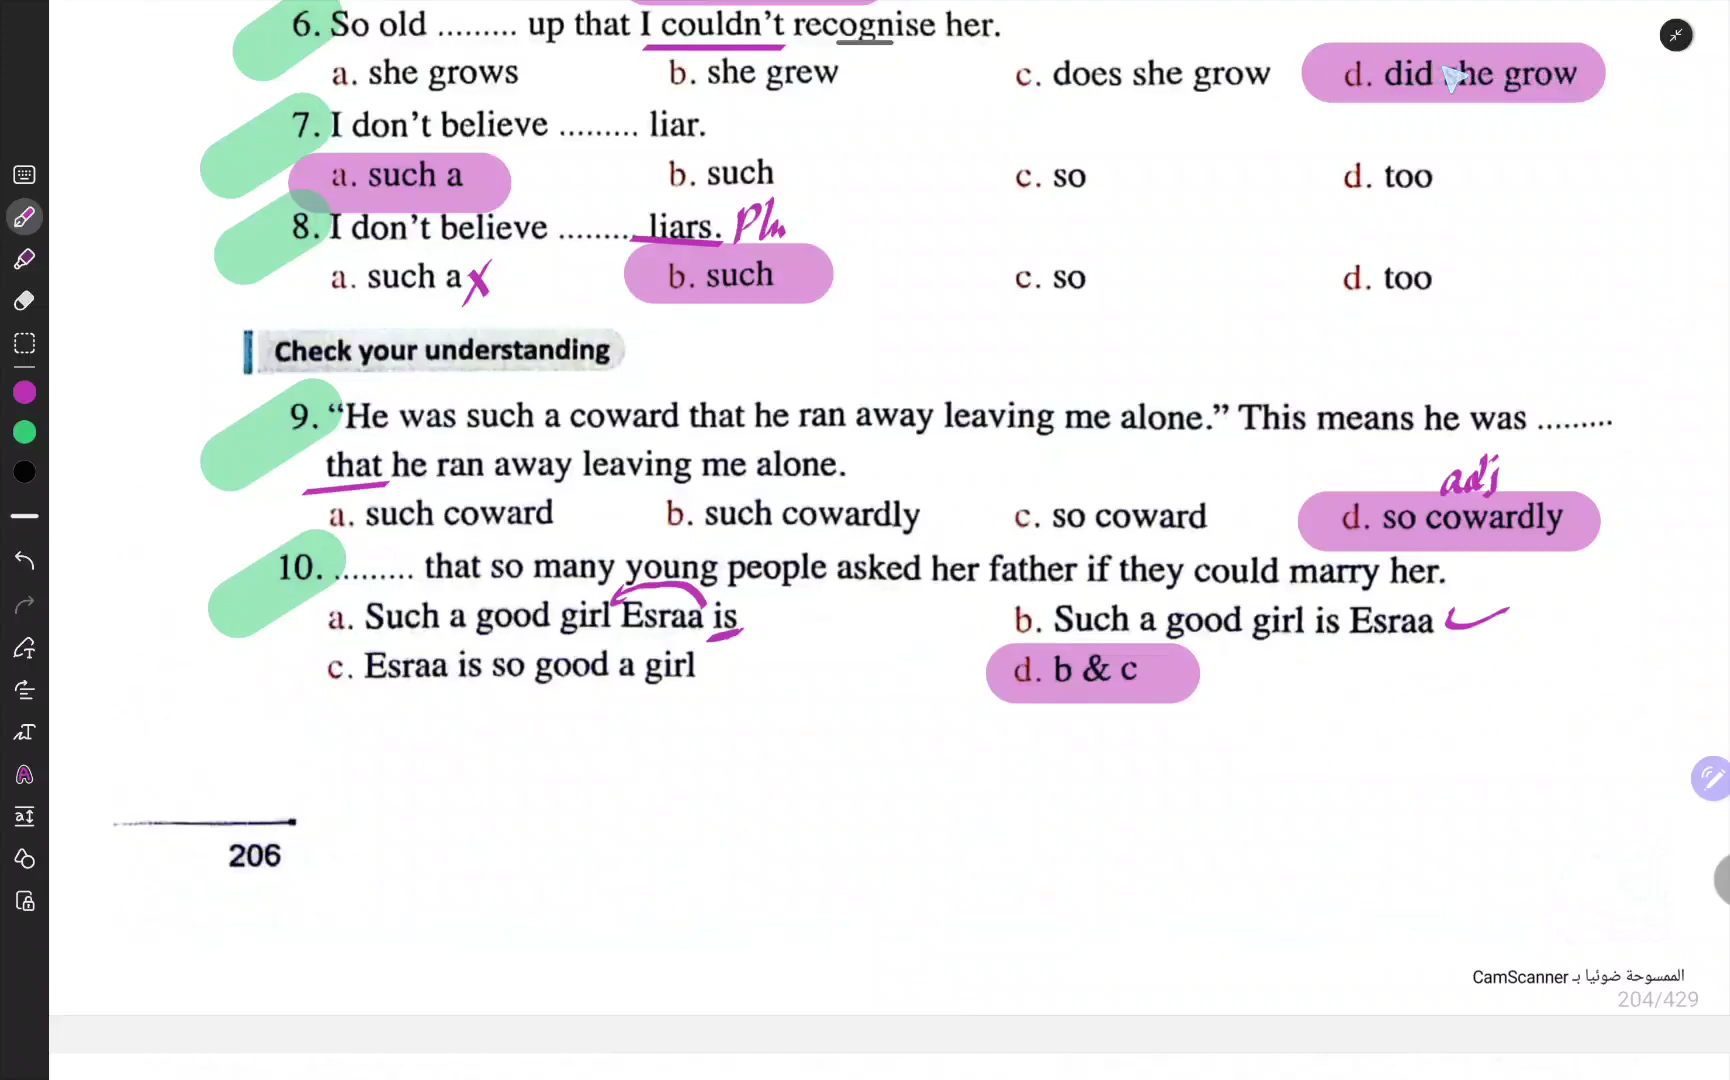 6. So old ......... up that I couldn't recognise her.
a. she grows b. she grew c. does she grow d. did she grow
7. I don't believe ......... liar.
a. such a b. such c. so d. too
8. I don't believe ......... liars. Plu
a. such a x b. such c. so d. too
Check your understanding
9. “He was such a coward that he ran away leaving me alone.” This means he was .........
that he ran away leaving me alone.
adj
a. such coward b. such cowardly c. so coward d. so cowardly
10. ......... that so many young people asked her father if they could marry her.
a. Such a good girl Esraa is b. Such a good girl is Esraa
c. Esraa is so good a girl d. b & c
206
الممسوحة ضوئيا بـ CamScanner
204/429